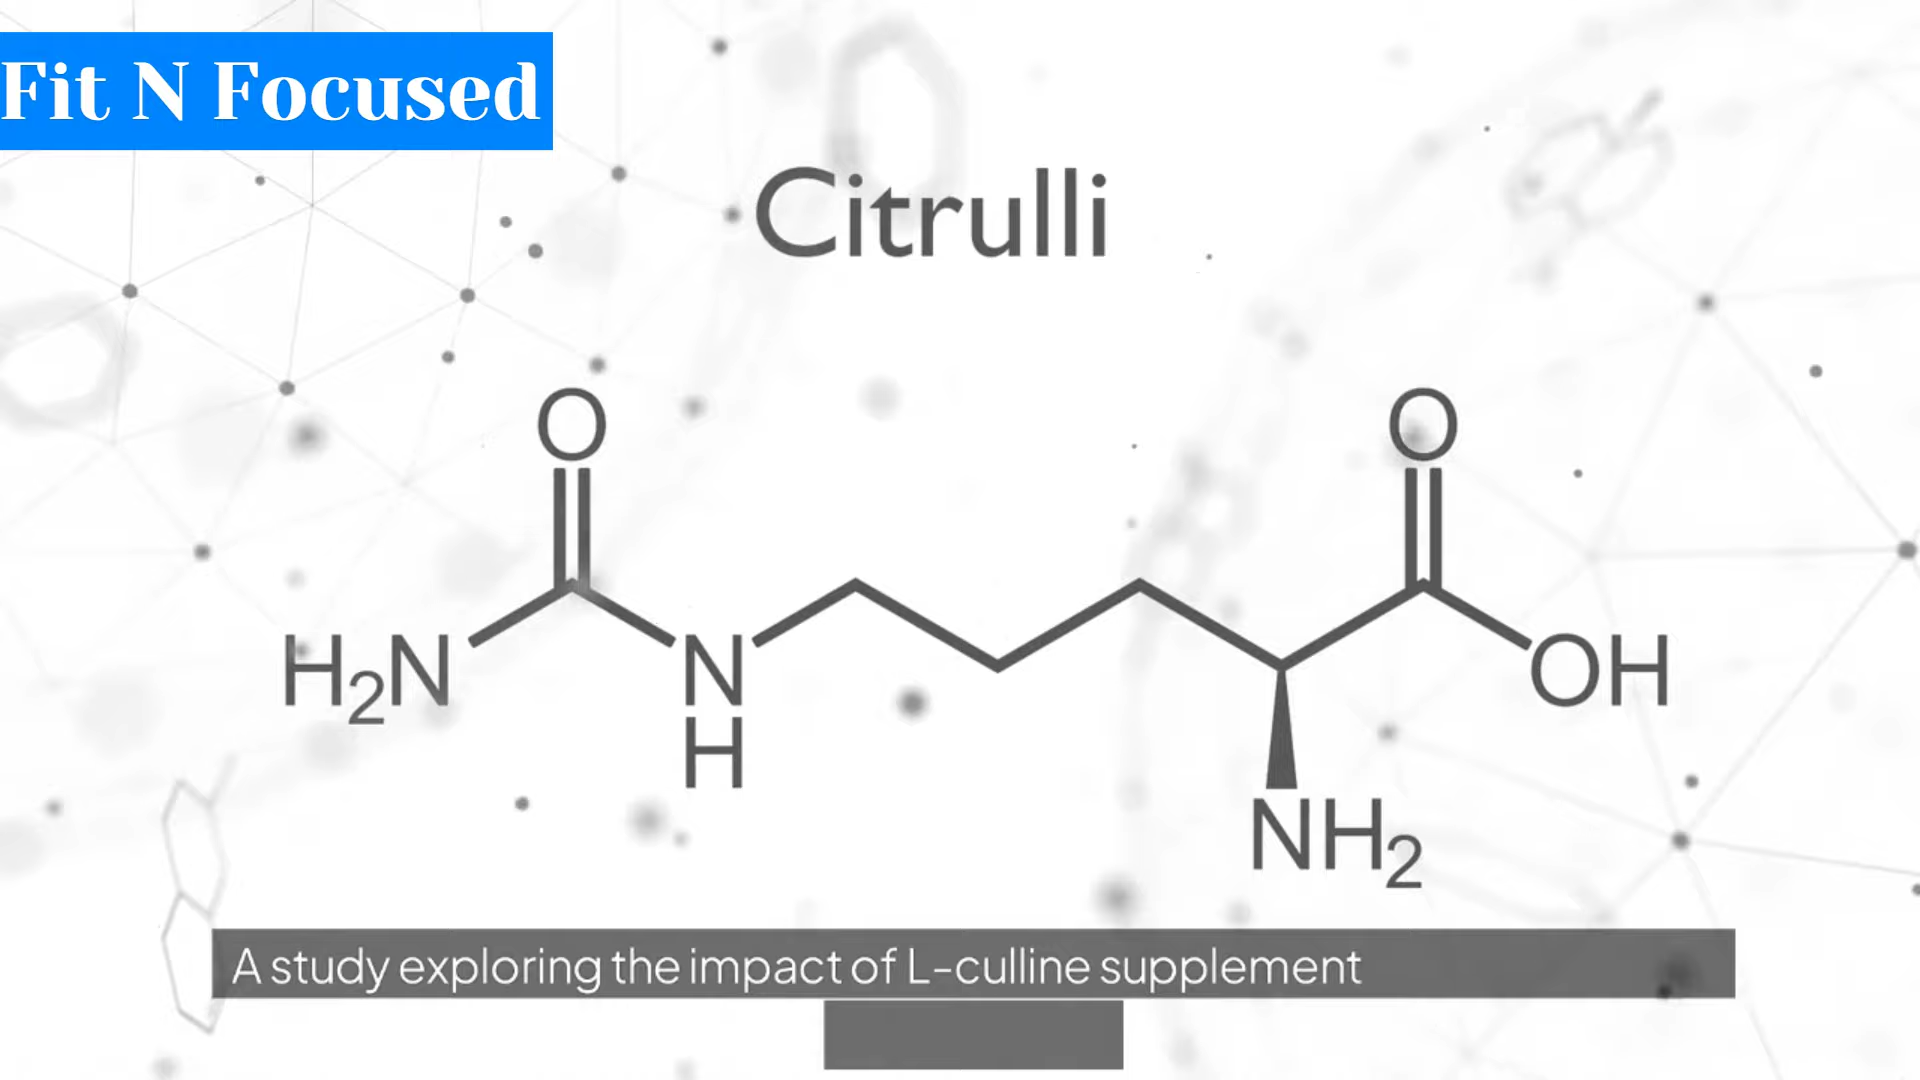 Fit N Focused
Citrulli
O
O
H2N
N
H
OH
NH2
A study exploring the impact of L-culline supplement